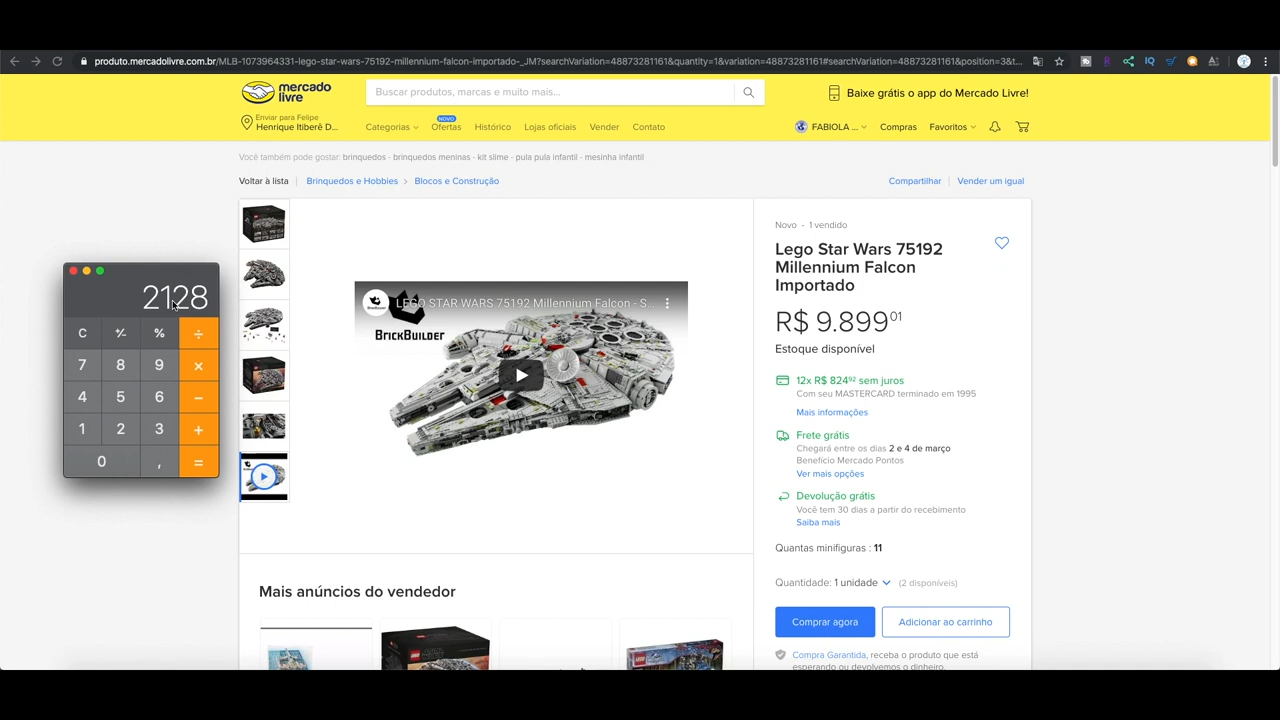 produto.mercadolivre.com.br/MLB-1073964331-lego-star-wars-75192-millennium-falcon-importado-_JM?searchVariation=48873281161&quantity=1&variation=48873281161#searchVariation=48873281161&position=3&t...
mercado
livre
Buscar produtos, marcas e muito mais...
Baixe grátis o app do Mercado Livre!
Enviar para Felipe
Henrique Itiberê D...
Categorias
NOVO
Ofertas
Histórico
Lojas oficiais
Vender
Contato
FABIOLA ...
Compras
Favoritos
Você também pode gostar: brinquedos - brinquedos meninas - kit slime - pula pula infantil - mesinha infantil
Voltar à lista
Brinquedos e Hobbies
Blocos e Construção
Compartilhar
Vender um igual
2128
C
%
÷
7 8 9 ×
4 5 6 −
1 2 3 +
0 , =
LEGO STAR WARS 75192 Millennium Falcon - S...
BRICKBUILDER
Novo - 1 vendido
Lego Star Wars 75192
Millennium Falcon
Importado
R$ 9.899 01
Estoque disponível
12x R$ 824 92 sem juros
Com seu MASTERCARD terminado em 1995
Mais informações
Frete grátis
Chegará entre os dias 2 e 4 de março
Benefício Mercado Pontos
Ver mais opções
Devolução grátis
Você tem 30 dias a partir do recebimento
Saiba mais
Quantas minifiguras : 11
Quantidade: 1 unidade (2 disponíveis)
Comprar agora
Adicionar ao carrinho
Compra Garantida, receba o produto que está
esperando ou devolvemos o dinheiro.
Mais anúncios do vendedor